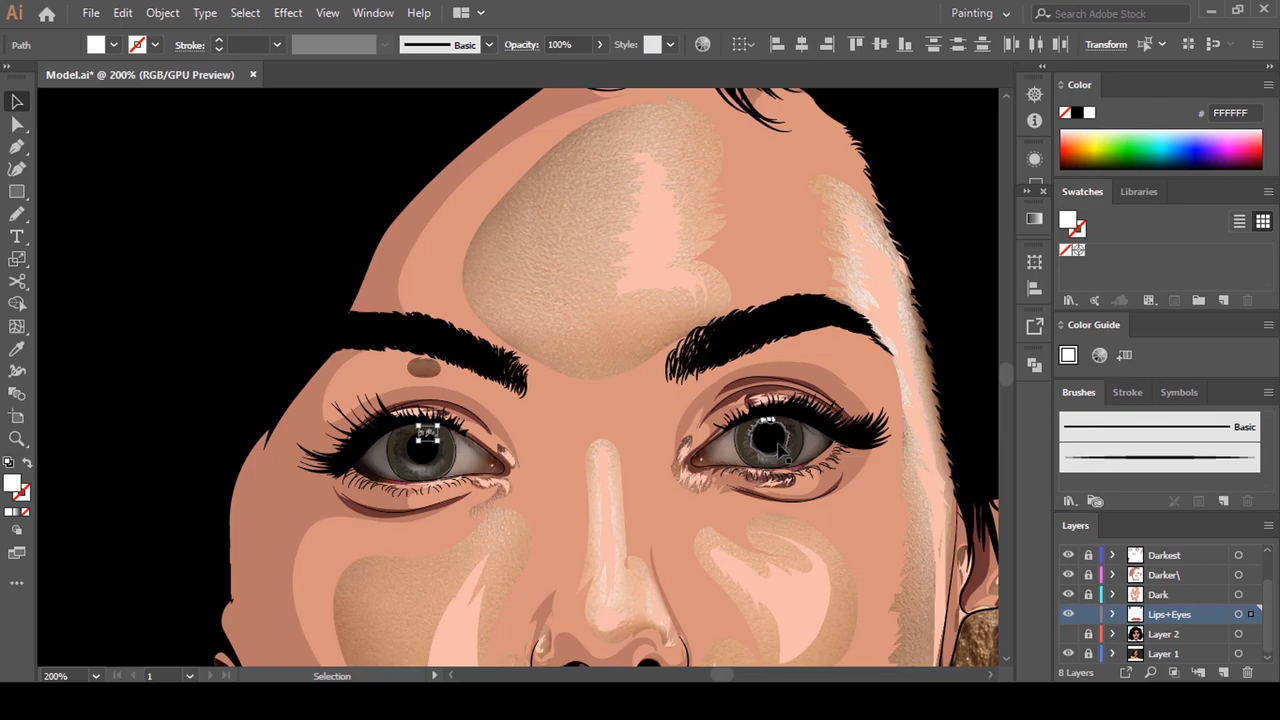 Ai File Edit Object Type Select Effect View Window Help Painting Search Adobe Stock
Path Stroke: Basic Opacity: 100% Style: Transform
Model.ai* @ 200% (RGB/GPU Preview) ×
Color
# FFFFFF
Swatches Libraries
Color Guide
Brushes Stroke Symbols
Basic
Layers
Darkest
Darker\
Dark
Lips+Eyes
Layer 2
Layer 1
8 Layers
200% 1 Selection